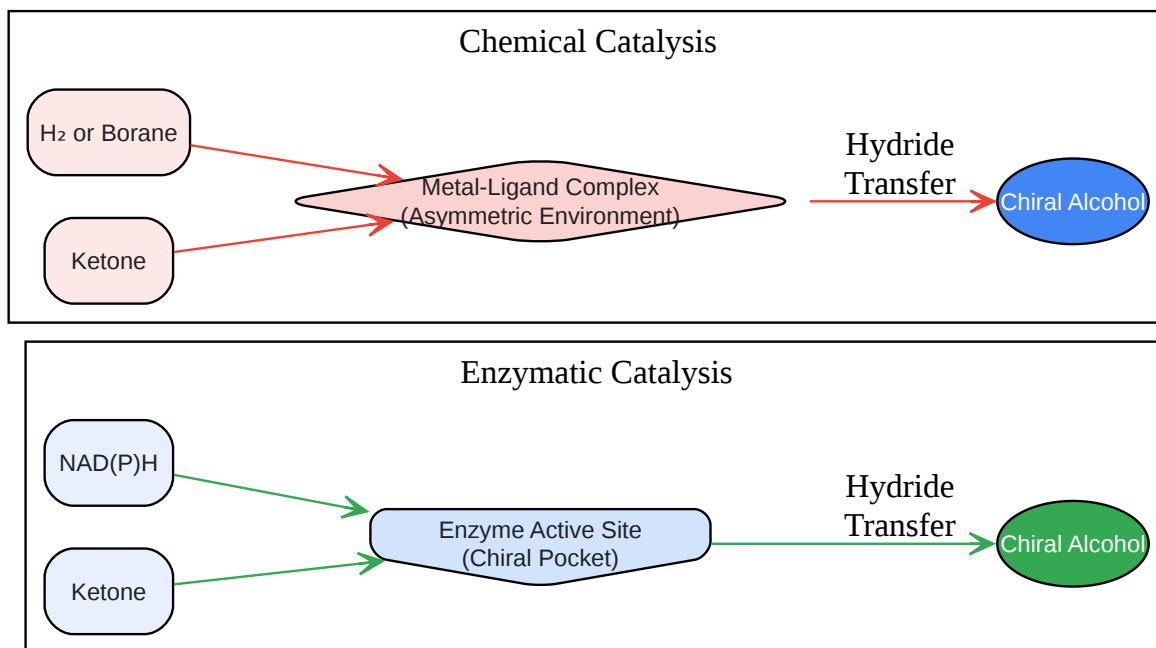 Chemical Catalysis
H₂ or Borane
Ketone
Metal-Ligand Complex
(Asymmetric Environment)
Hydride
Transfer
Chiral Alcohol
Enzymatic Catalysis
NAD(P)H
Ketone
Enzyme Active Site
(Chiral Pocket)
Hydride
Transfer
Chiral Alcohol